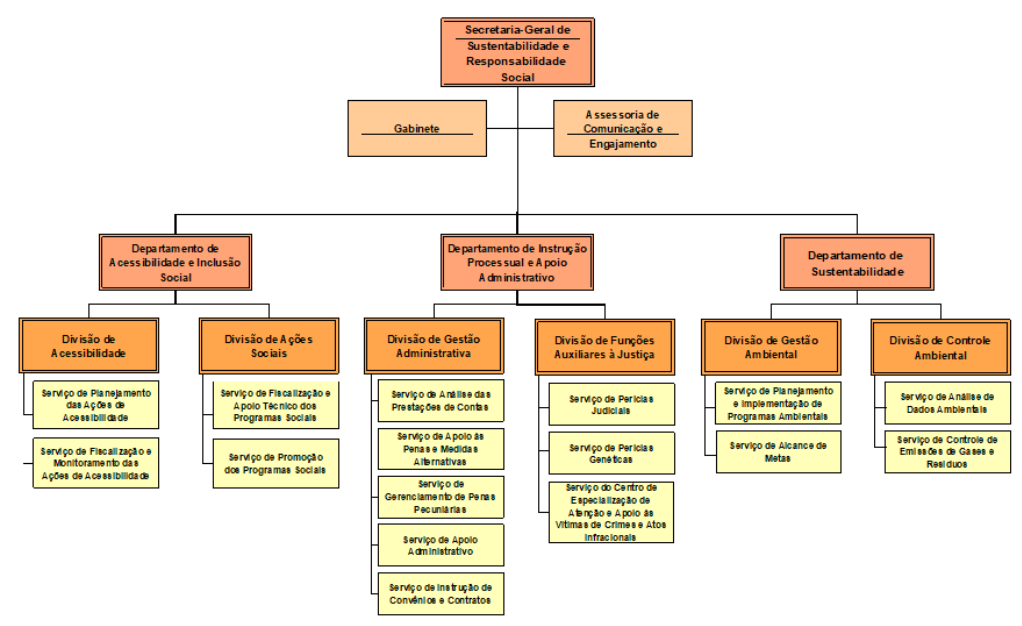 Secretaria-Geral de
Sustentabilidade e
Responsabilidade
Social
Gabinete
Assessoria de
Comunicação e
Engajamento
Departamento de
Acessibilidade e Inclusão
Social
Departamento de Instrução
Processual e Apoio
Administrativo
Departamento de
Sustentabilidade
Divisão de
Acessibilidade
Divisão de Ações
Sociais
Divisão de Gestão
Administrativa
Divisão de Funções
Auxiliares à Justiça
Divisão de Gestão
Ambiental
Divisão de Controle
Ambiental
Serviço de Planejamento
das Ações de
Acessibilidade
Serviço de Fiscalização e
Monitoramento das
Ações de Acessibilidade
Serviço de Fiscalização e
Apoio Técnico dos
Programas Sociais
Serviço de Promoção
dos Programas Sociais
Serviço de Análise das
Prestações de Contas
Serviço de Apoio às
Penas e Medidas
Alternativas
Serviço de
Gerenciamento de Penas
Pecuniárias
Serviço de Apoio
Administrativo
Serviço de Instrução de
Convênios e Contratos
Serviço de Perícias
Judiciais
Serviço de Perícias
Genéticas
Serviço do Centro de
Especialização de
Atenção e Apoio às
Vítimas de Crimes e Atos
Infracionais
Serviço de Planejamento
e Implementação de
Programas Ambientais
Serviço de Alcance de
Metas
Serviço de Análise de
Dados Ambientais
Serviço de Controle de
Emissões de Gases e
Resíduos